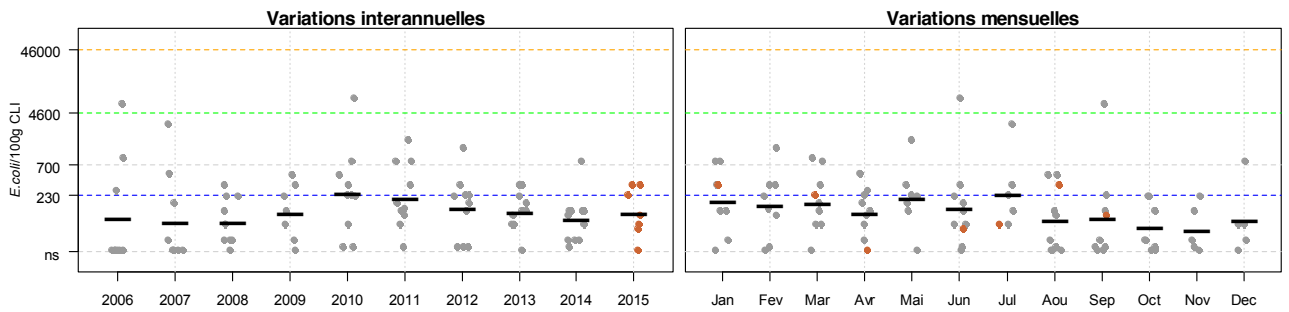 Variations interannuelles
Variations mensuelles
E.coli/100g CLI
46000
4600
700
230
ns
2006 2007 2008 2009 2010 2011 2012 2013 2014 2015
Jan Fev Mar Avr Mai Jun Jul Aou Sep Oct Nov Dec